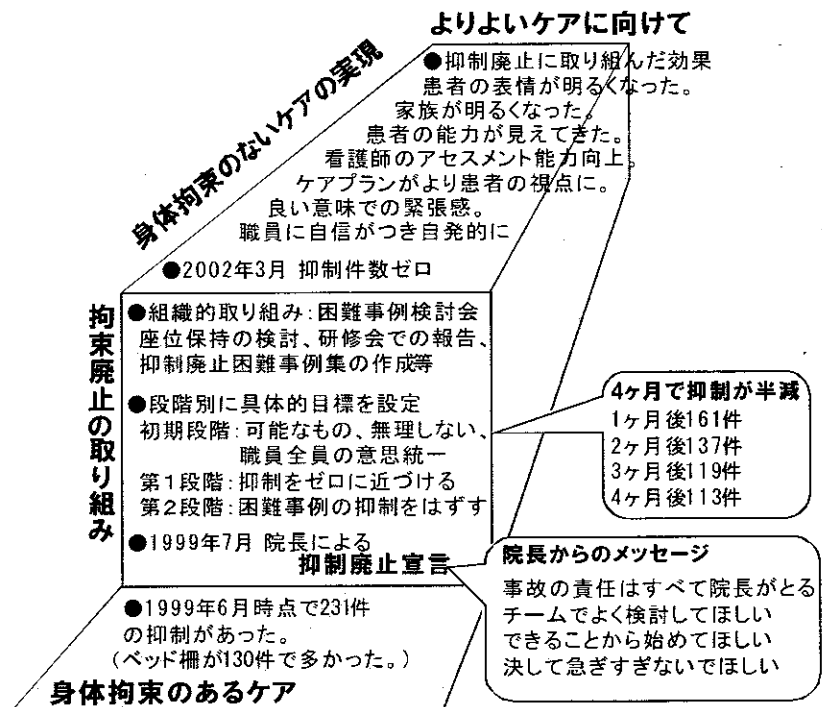 よりよいケアに向けて
身体拘束のないケアの実現
●抑制廃止に取り組んだ効果
患者の表情が明るくなった。
家族が明るくなった。
患者の能力が見えてきた。
看護師のアセスメント能力向上。
ケアプランがより患者の視点に。
良い意味での緊張感。
職員に自信がつき自発的に
●2002年3月 抑制件数ゼロ
拘束廃止の取り組み
●組織的取り組み:困難事例検討会
座位保持の検討、研修会での報告、
抑制廃止困難事例集の作成等
●段階別に具体的目標を設定
初期段階:可能なもの、無理しない、
職員全員の意思統一
第1段階:抑制をゼロに近づける
第2段階:困難事例の抑制をはずす
●1999年7月 院長による
抑制廃止宣言
4ヶ月で抑制が半減
1ヶ月後161件
2ヶ月後137件
3ヶ月後119件
4ヶ月後113件
院長からのメッセージ
事故の責任はすべて院長がとる
チームでよく検討してほしい
できることから始めてほしい
決して急ぎすぎないでほしい
●1999年6月時点で231件
の抑制があった。
(ベッド柵が130件で多かった。)
身体拘束のあるケア